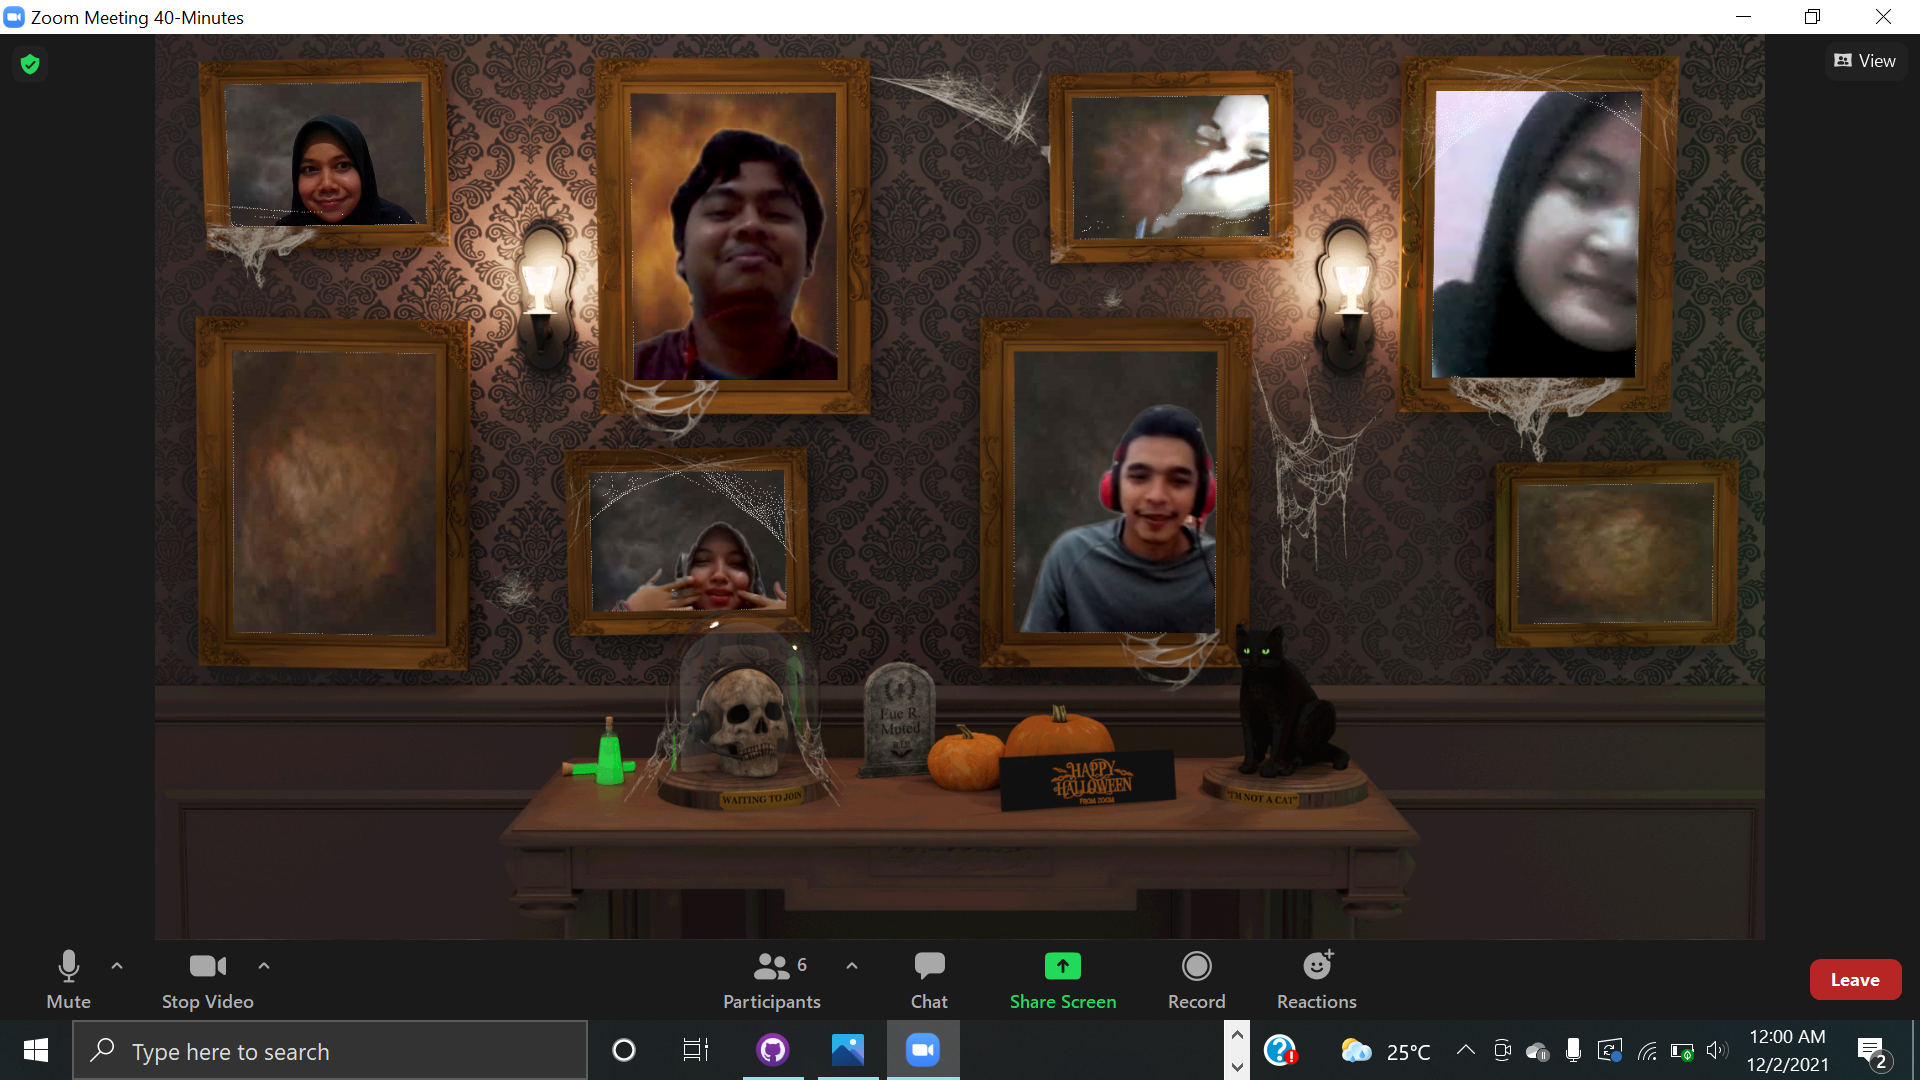 Zoom Meeting 40-Minutes
View
Eue R.
Muted
WAITING TO JOIN
HAPPY
HALLOWEEN
FROM ZOOM
"I'M NOT A CAT"
6
Mute
Stop Video
Participants
Chat
Share Screen
Record
Reactions
Leave
Type here to search
25°C
12:00 AM
12/2/2021
2